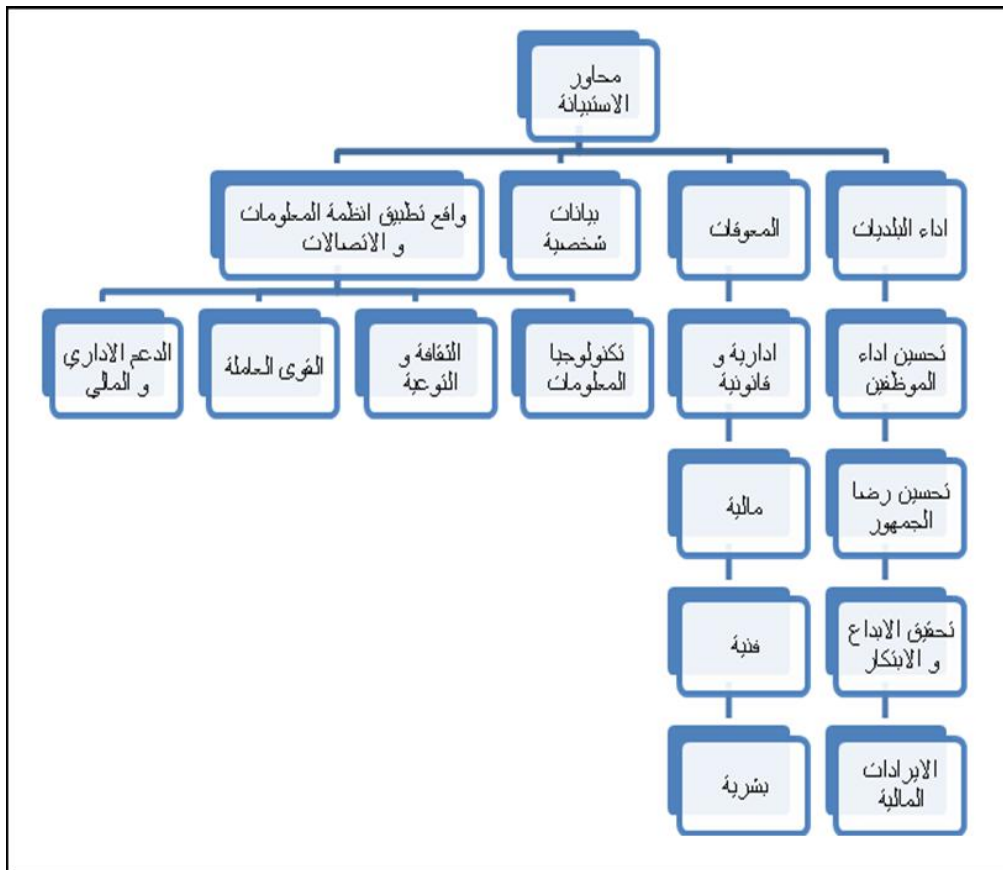 محاور
الاستبيانة
اداء البلديات
المعوقات
بيانات
شخصية
واقع تطبيق انظمة المعلومات
و الاتصالات
تحسين اداء
الموظفين
ادارية و
قانونية
تكنولوجيا
المعلومات
الثقافة و
التوعية
القوى العاملة
الدعم الاداري
و المالي
تحسين رضا
الجمهور
مالية
تحقيق الابداع
و الابتكار
فنية
الايرادات
المالية
بشرية